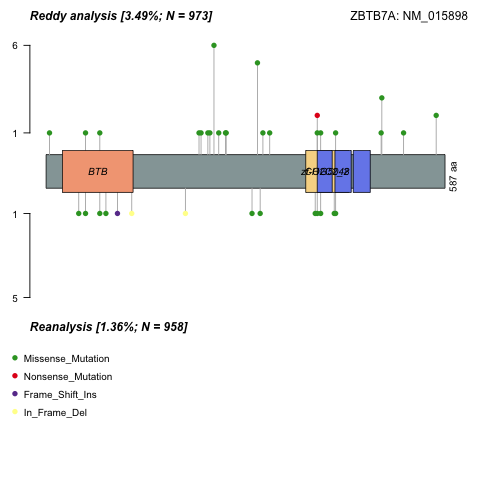 Reddy analysis [3.49%; N = 973]
ZBTB7A: NM_015898
6
1
BTB
587 aa
1
5
Reanalysis [1.36%; N = 958]
Missense_Mutation
Nonsense_Mutation
Frame_Shift_Ins
In_Frame_Del